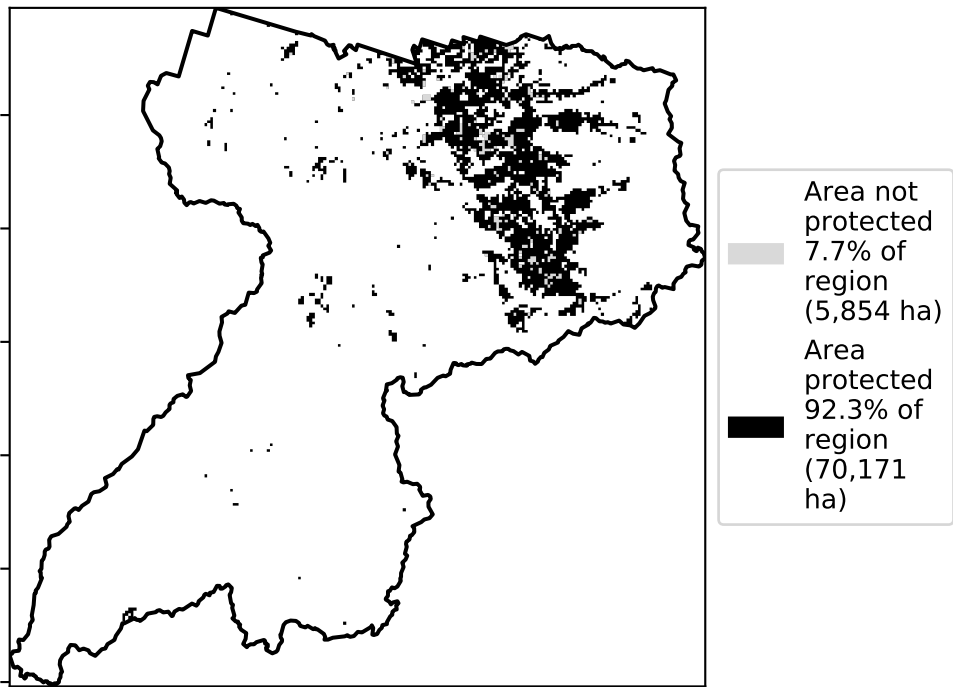 Area not
protected
7.7% of
region
(5,854 ha)
Area
protected
92.3% of
region
(70,171
ha)